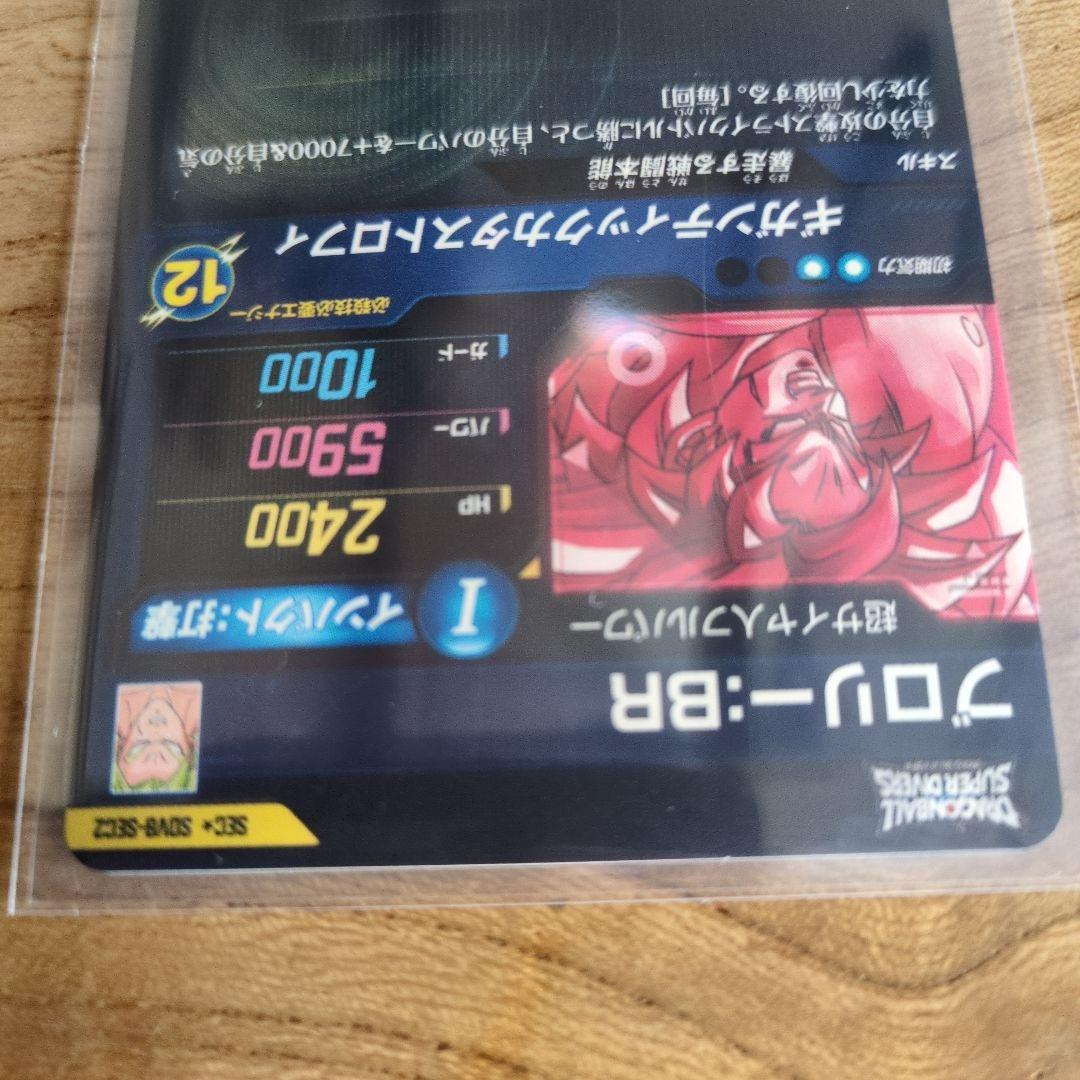 SEC★ SDV8-SEC2
DRAGONBALL
SUPER DIVERS
ブロリー:BR
超サイヤ人フルパワー
I インパクト:打撃
HP 2400
パワー 5900
ガード 1000
初期気力
必殺技必要エナジー
12
ギガンティックカタストロフィ
スキル
暴走する戦闘本能
自分の攻撃ストライクバトルに勝つと、自分のパワーを+7000&自分の気
力を少し回復する。[毎回]